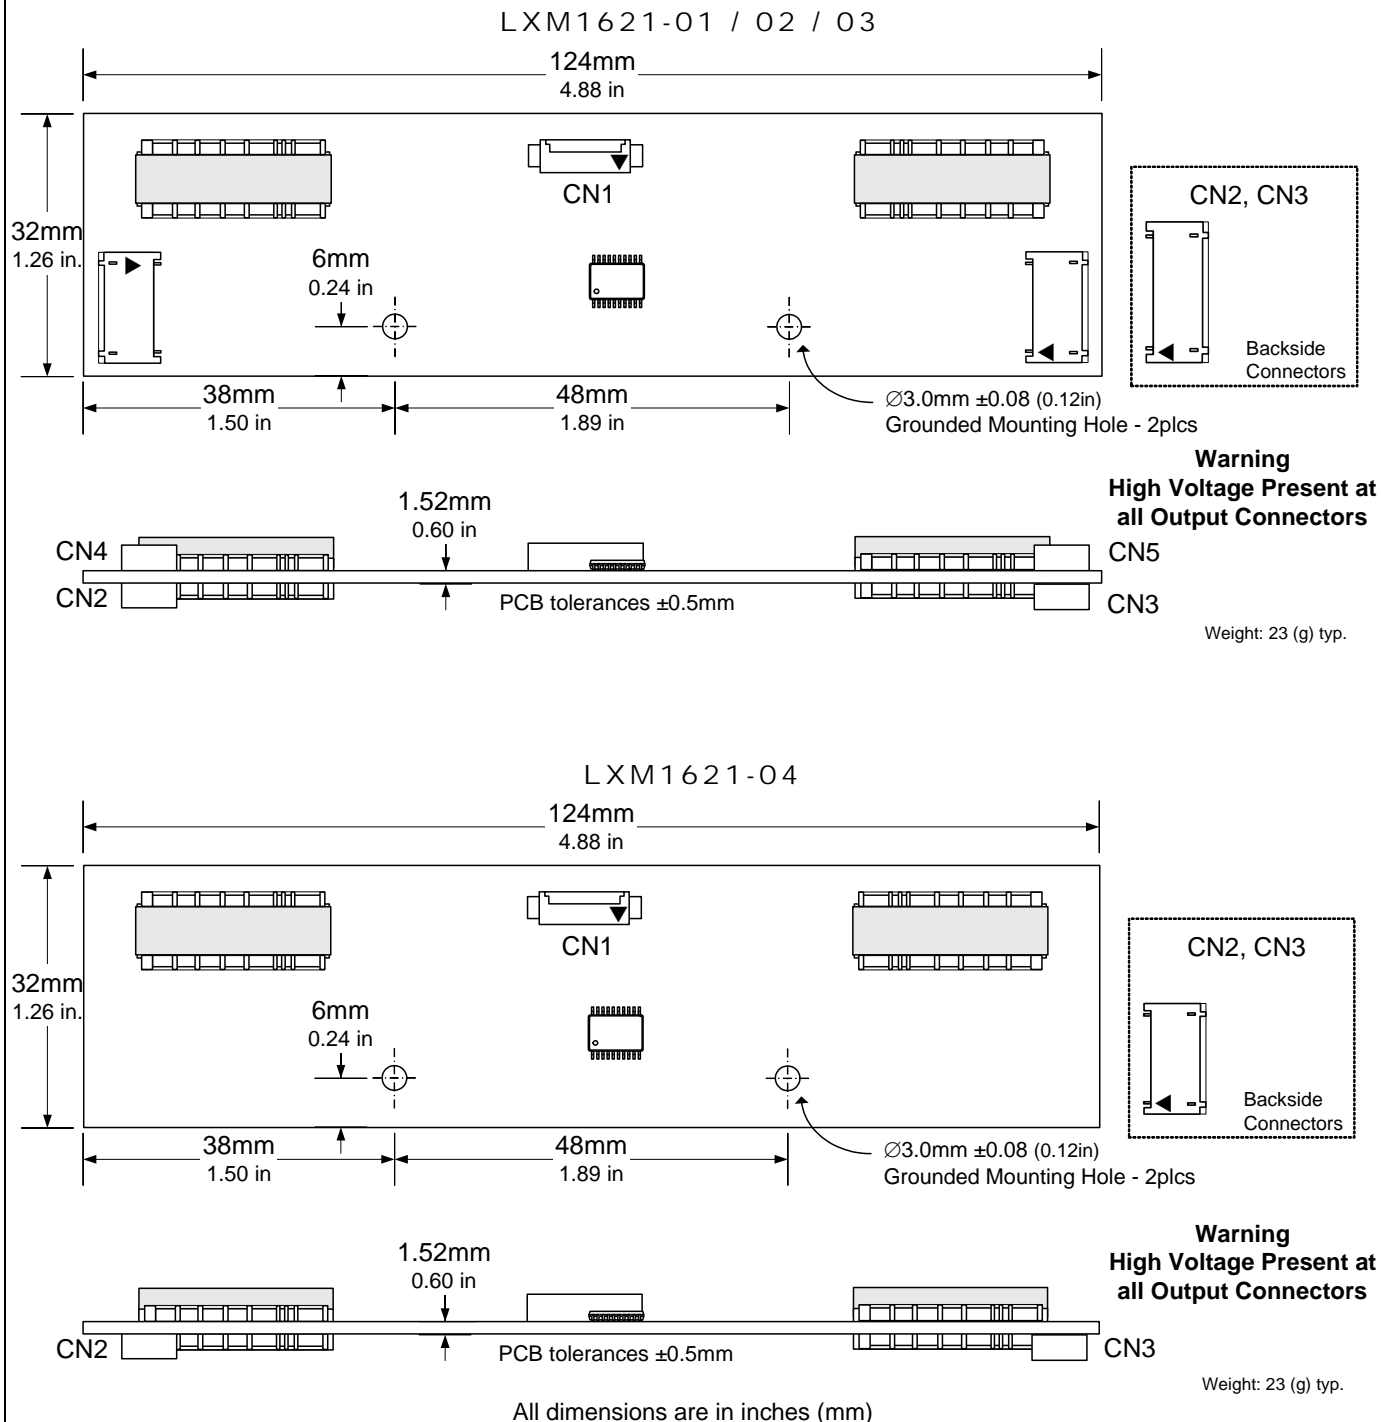 LXM1621-01 / 02 / 03
124mm
4.88 in
CN1
CN2, CN3
32mm
1.26 in.
6mm
0.24 in
Backside
Connectors
38mm
1.50 in
48mm
1.89 in
∅3.0mm ±0.08 (0.12in)
Grounded Mounting Hole - 2plcs
Warning
High Voltage Present at
all Output Connectors
1.52mm
0.60 in
CN4
CN5
CN2
PCB tolerances ±0.5mm
CN3
Weight: 23 (g) typ.
LXM1621-04
124mm
4.88 in
CN1
CN2, CN3
32mm
1.26 in.
6mm
0.24 in
Backside
Connectors
38mm
1.50 in
48mm
1.89 in
∅3.0mm ±0.08 (0.12in)
Grounded Mounting Hole - 2plcs
Warning
High Voltage Present at
all Output Connectors
1.52mm
0.60 in
CN2
PCB tolerances ±0.5mm
CN3
Weight: 23 (g) typ.
All dimensions are in inches (mm)